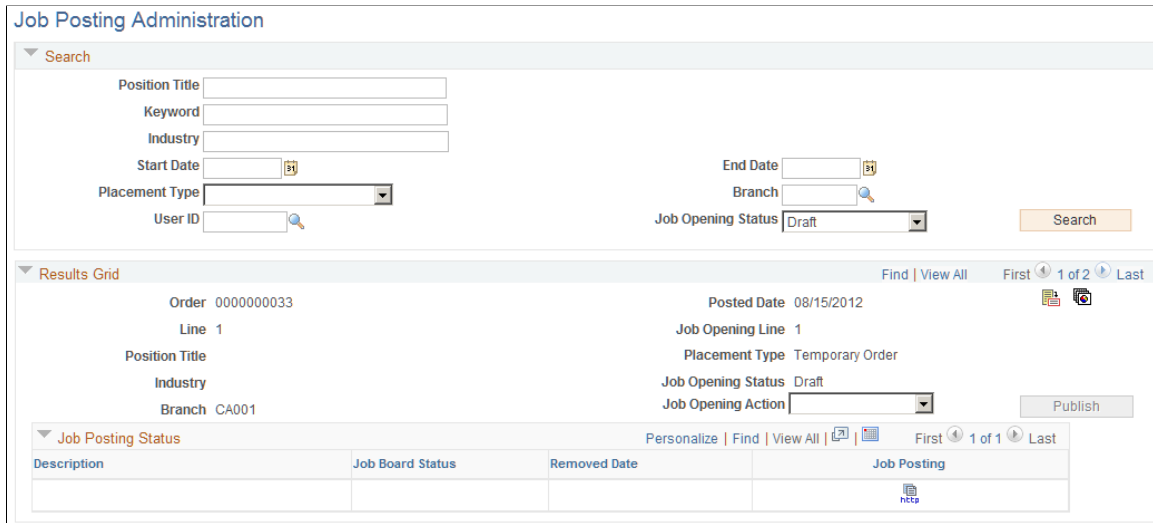 Job Posting Administration
Search
Position Title
Keyword
Industry
Start Date 31 End Date 31
Placement Type Branch
User ID Job Opening Status Draft Search
Results Grid Find | View All First 1 of 2 Last
Order 0000000033 Posted Date 08/15/2012
Line 1 Job Opening Line 1
Position Title Placement Type Temporary Order
Industry Job Opening Status Draft
Branch CA001 Job Opening Action Publish
Job Posting Status Personalize | Find | View All | | First 1 of 1 Last
Description Job Board Status Removed Date Job Posting
http